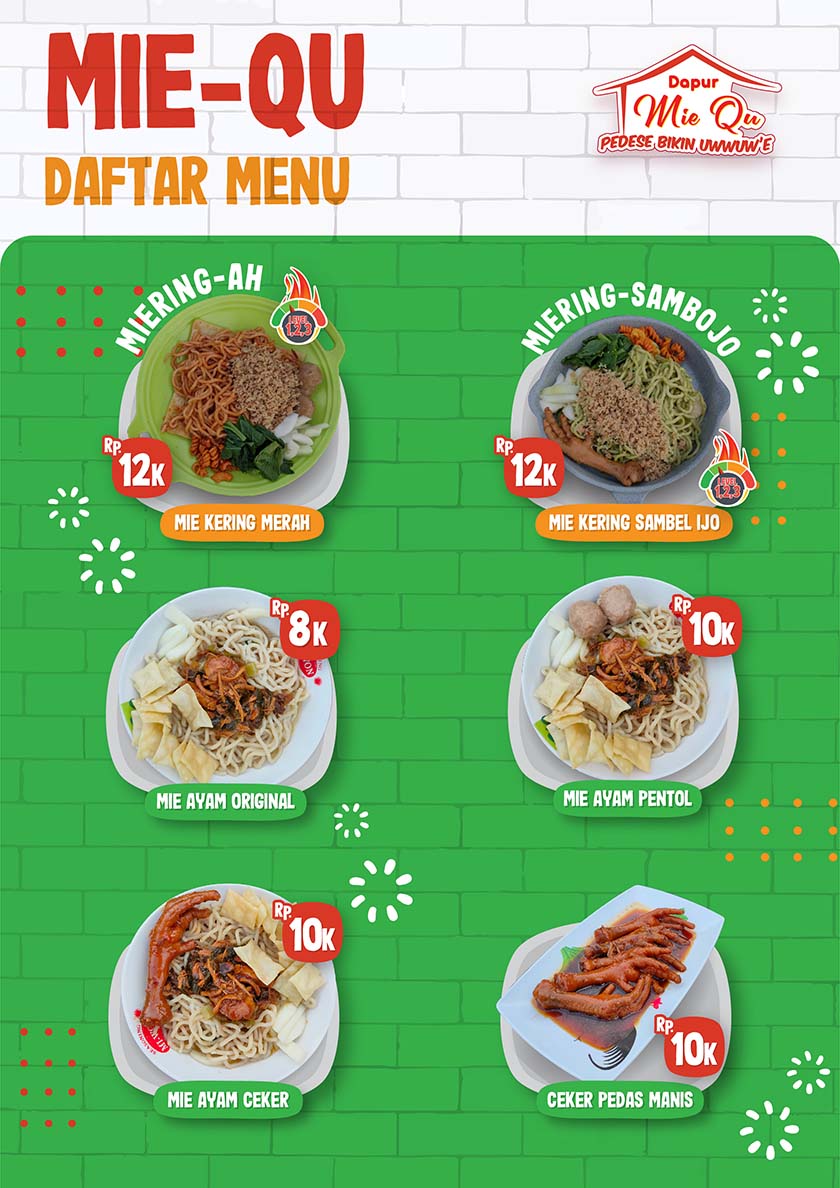 MIE-QU
DAFTAR MENU
Dapur
Mie Qu
PEDESE BIKIN UWWUW'E
MIERING-AH
LEVEL
1,2,3
RP.
12K
MIE KERING MERAH
MIERING-SAMBOJO
RP.
12K
LEVEL
1,2,3
MIE KERING SAMBEL IJO
RP.
8K
MIE AYAM ORIGINAL
RP.
10K
MIE AYAM PENTOL
RP.
10K
MIE AYAM CEKER
RP.
10K
CEKER PEDAS MANIS